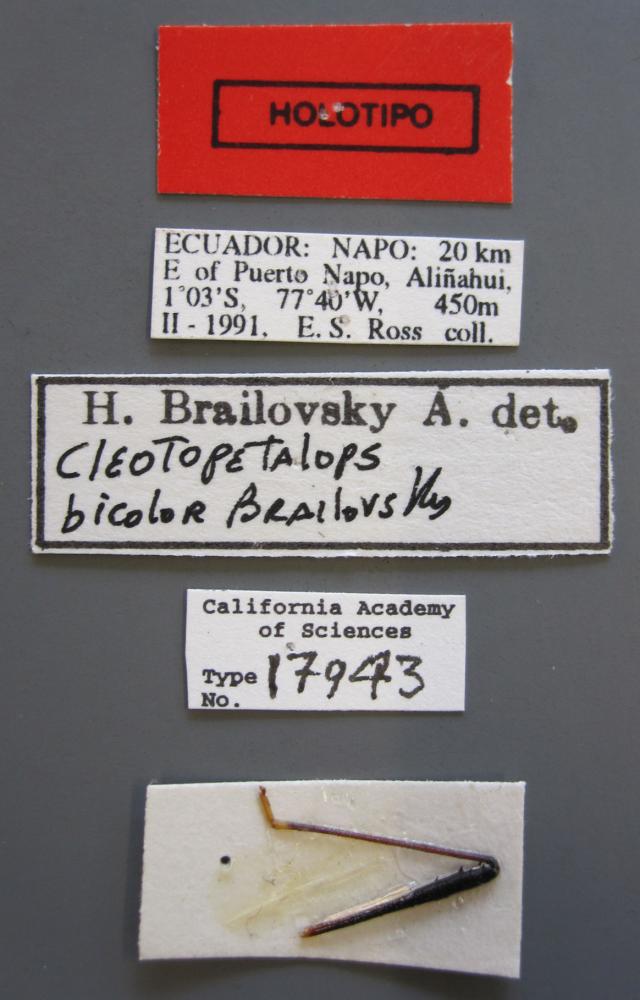 HOLOTIPO
ECUADOR: NAPO: 20 km
E of Puerto Napo, Aliñahui,
1°03'S, 77°40'W, 450m
II - 1991. E. S. Ross coll.
H. Brailovsky A. det.
Cleotopetalops
bicolor Brailovsky
California Academy
of Sciences
Type No. 17943